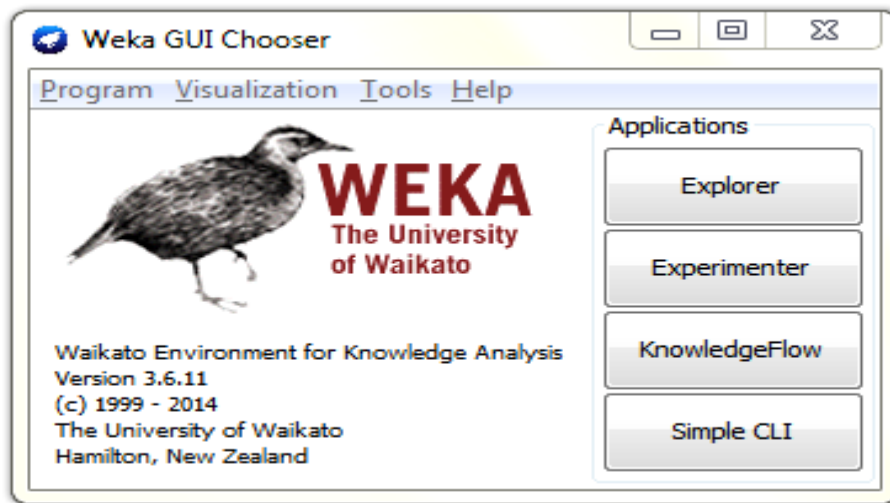 Weka GUI Chooser
Program Visualization Tools Help
WEKA
The University
of Waikato
Waikato Environment for Knowledge Analysis
Version 3.6.11
(c) 1999 - 2014
The University of Waikato
Hamilton, New Zealand
Applications
Explorer
Experimenter
KnowledgeFlow
Simple CLI